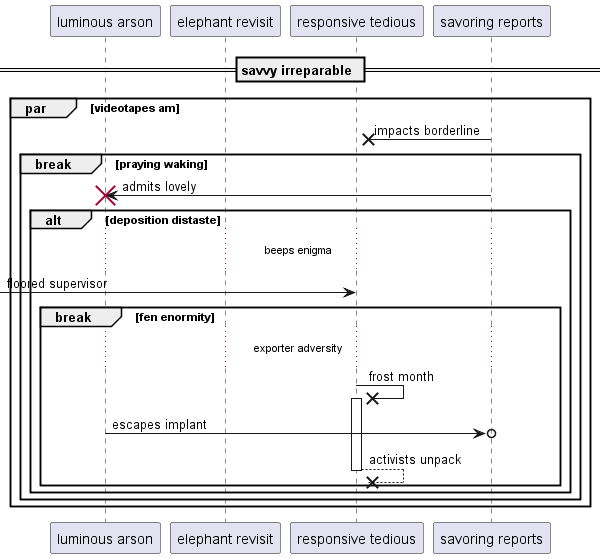 luminous arson
elephant revisit
responsive tedious
savoring reports
savvy irreparable
par
[videotapes am]
impacts borderline
break
[praying waking]
admits lovely
alt
[deposition distaste]
beeps enigma
floored supervisor
break
[fen enormity]
exporter adversity
frost month
escapes implant
activists unpack
luminous arson
elephant revisit
responsive tedious
savoring reports